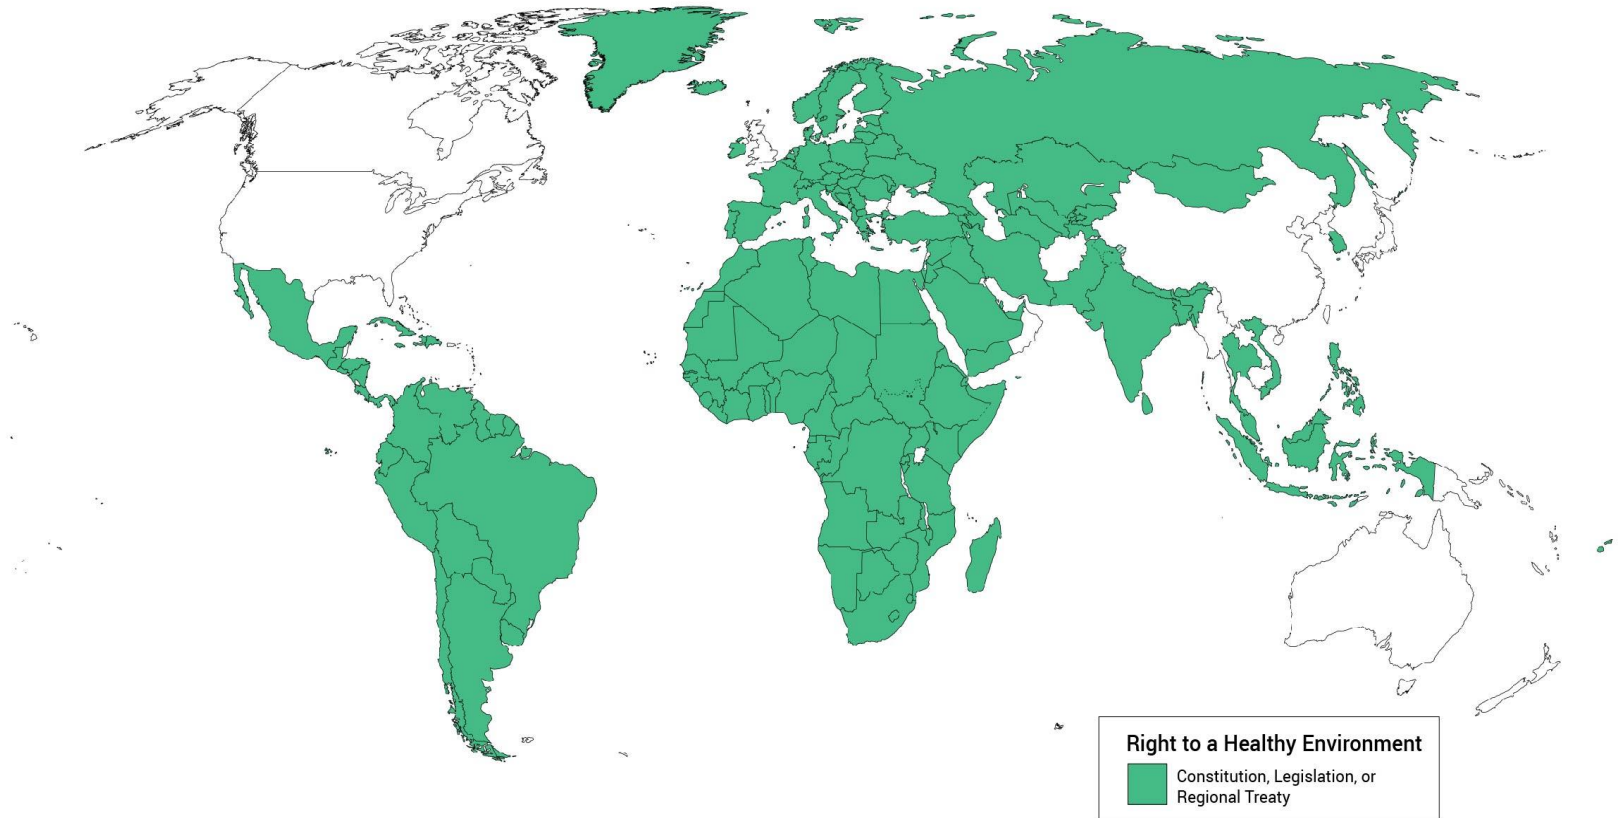 Right to a Healthy Environment
Constitution, Legislation, or
Regional Treaty